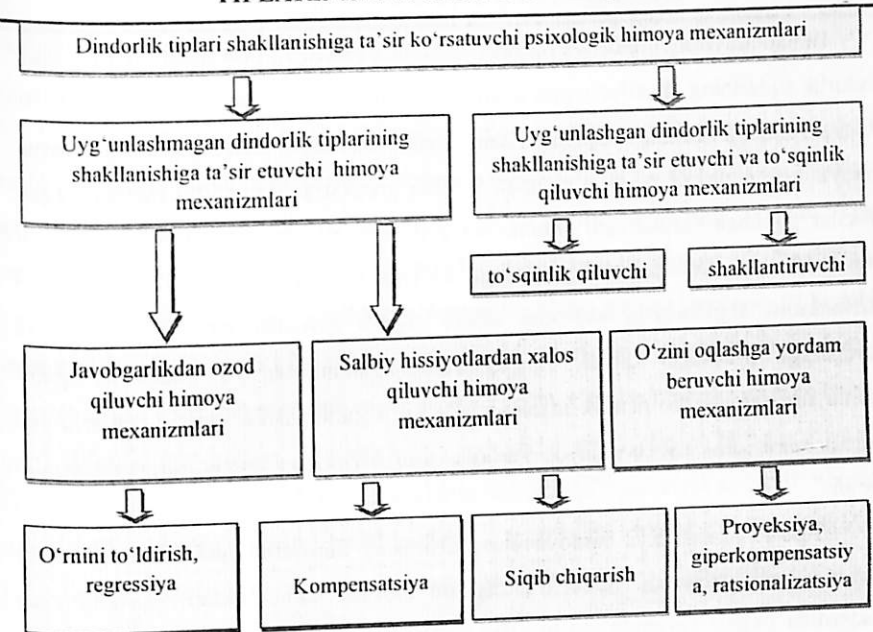 Dindorlik tiplari shakllanishiga ta'sir ko'rsatuvchi psixologik himoya mexanizmlari
Uyg'unlashmagan dindorlik tiplarining
shakllanishiga ta'sir etuvchi himoya
mexanizmlari
Uyg'unlashgan dindorlik tiplarining
shakllanishiga ta'sir etuvchi va to'sqinlik
qiluvchi himoya mexanizmlari
to'sqinlik qiluvchi
shakllantiruvchi
Javobgarlikdan ozod
qiluvchi himoya
mexanizmlari
Salbiy hissiyotlardan xalos
qiluvchi himoya
mexanizmlari
O'zini oqlashga yordam
beruvchi himoya
mexanizmlari
O'rnini to'ldirish,
regressiya
Kompensatsiya
Siqib chiqarish
Proyeksiya,
giperkompensatsiy
a, ratsionalizatsiya